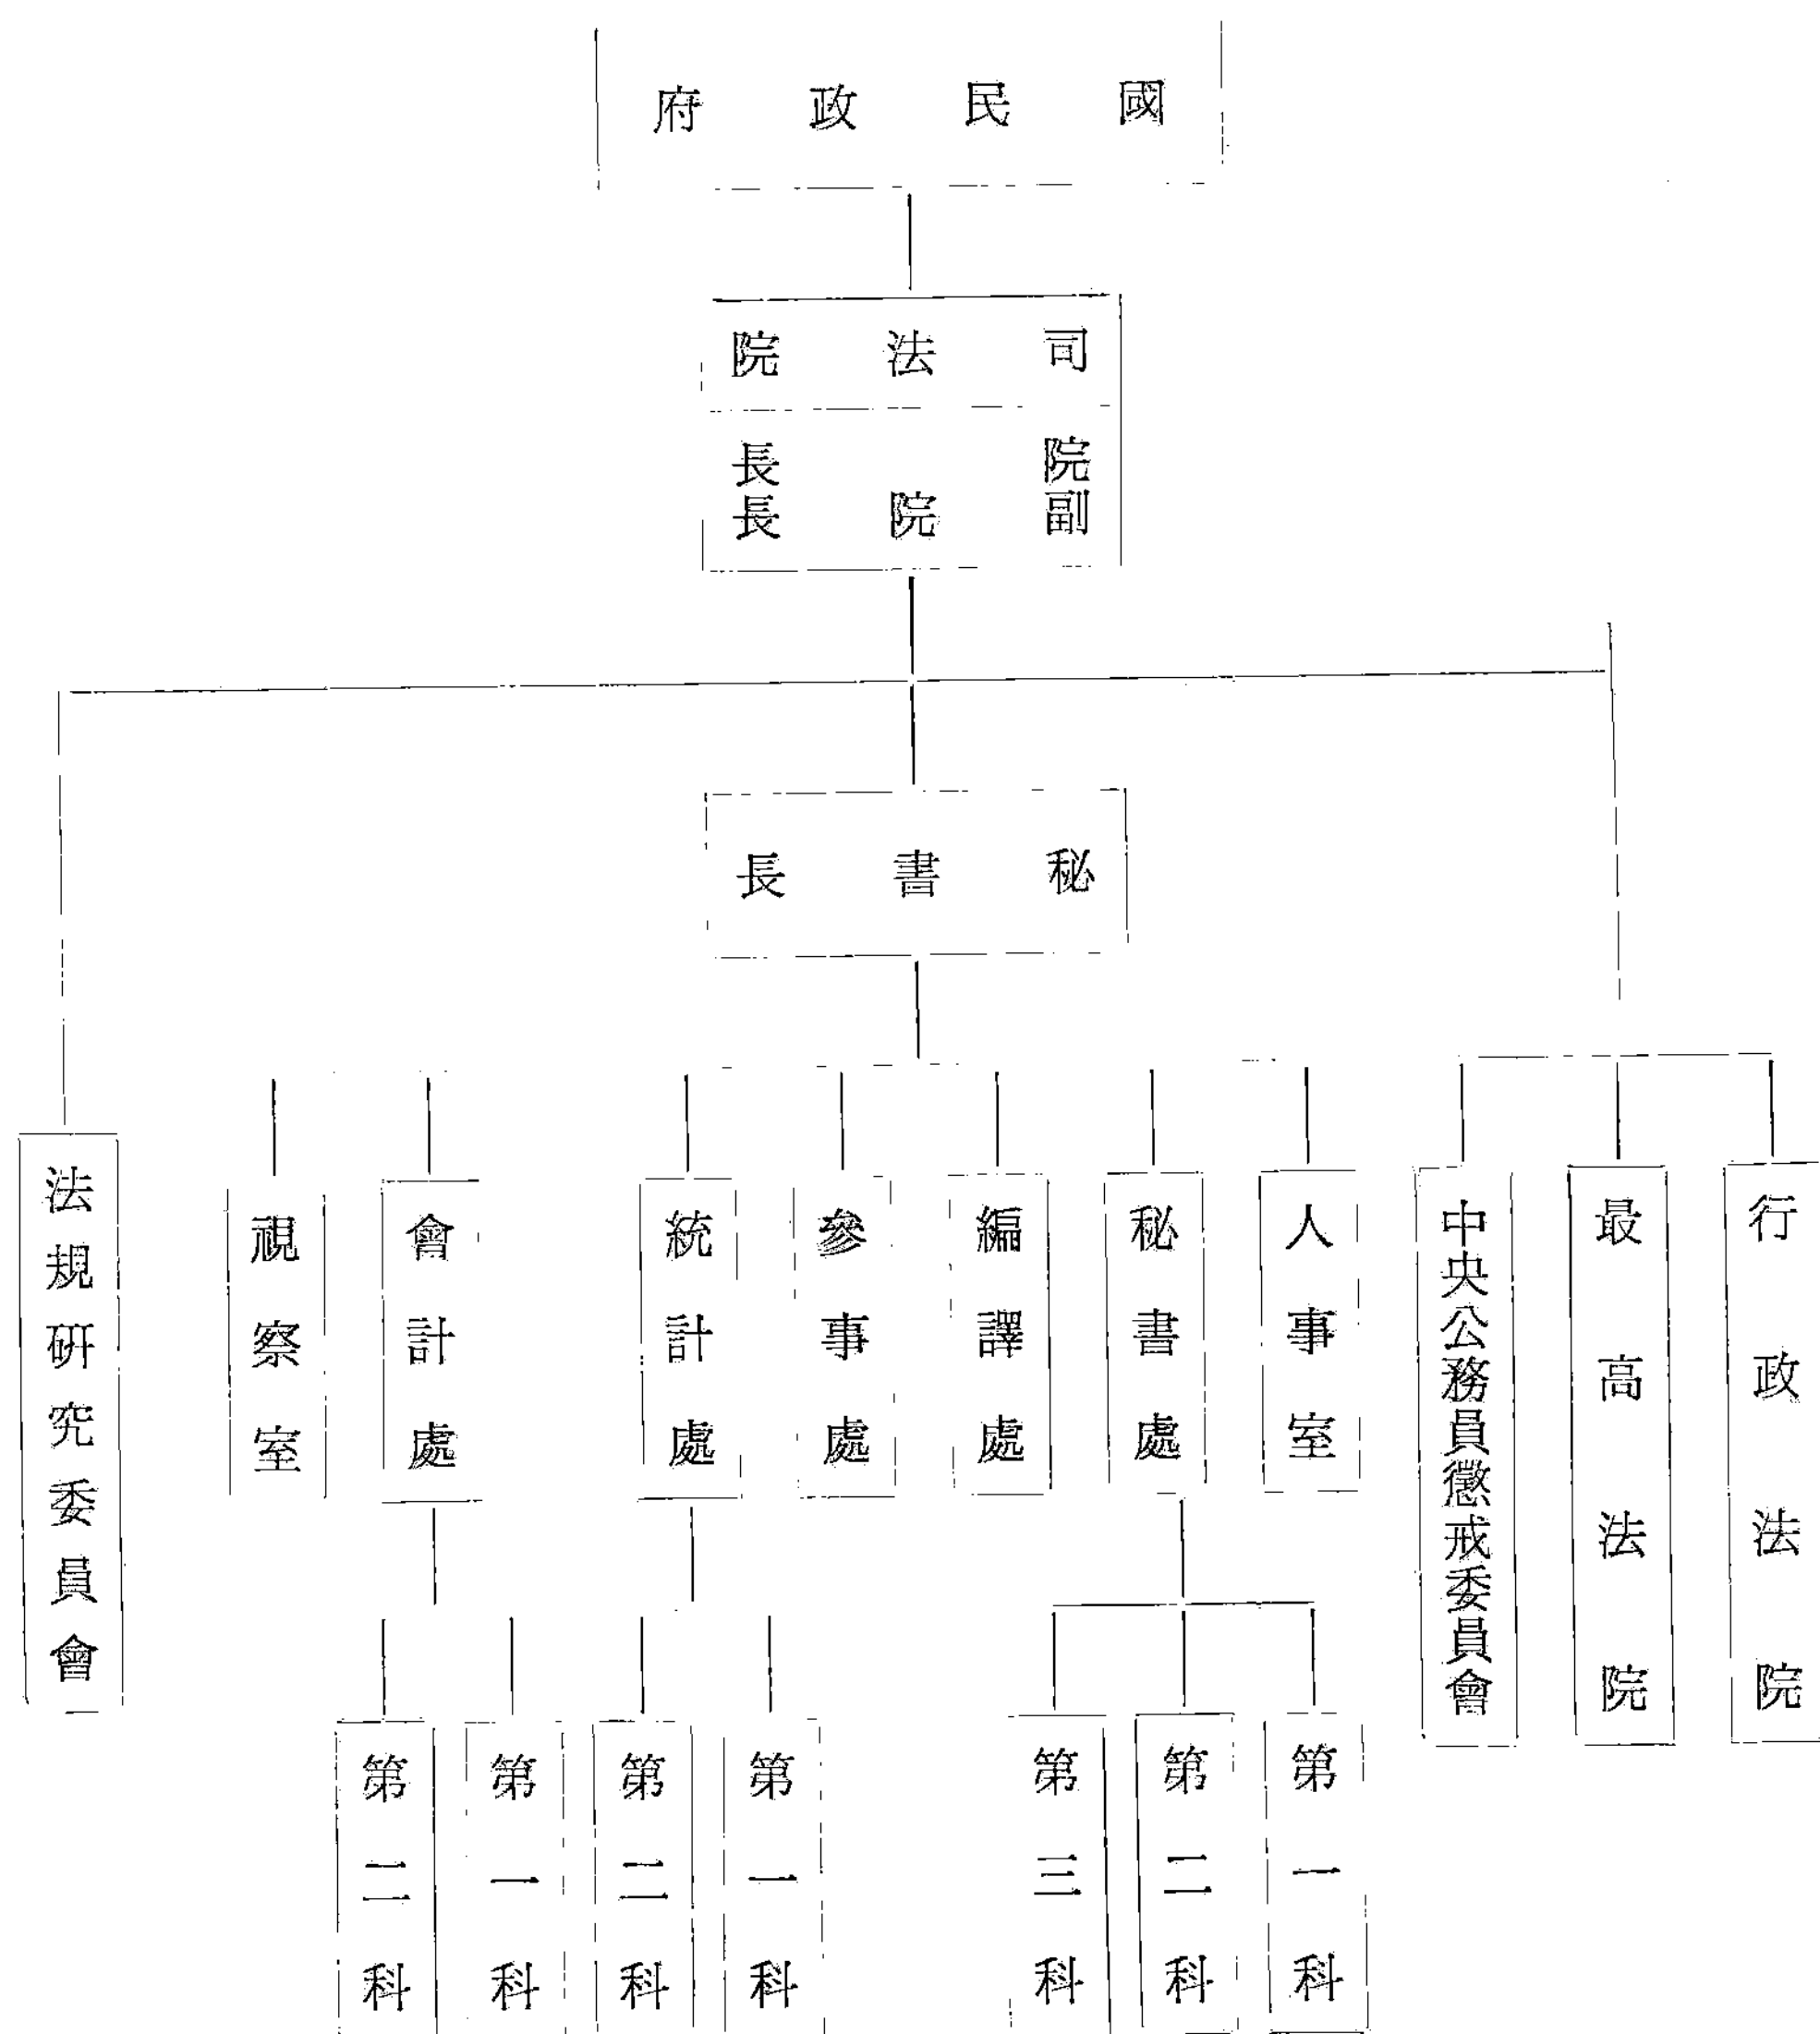 國民政府
司法院
院長
副院長
秘書長
行政法院
最高法院
中央公務員懲戒委員會
人事室
秘書處
編譯處
參事處
統計處
會計處
視察室
法規研究委員會
第一科
第二科
第三科
第一科
第二科
第一科
第二科